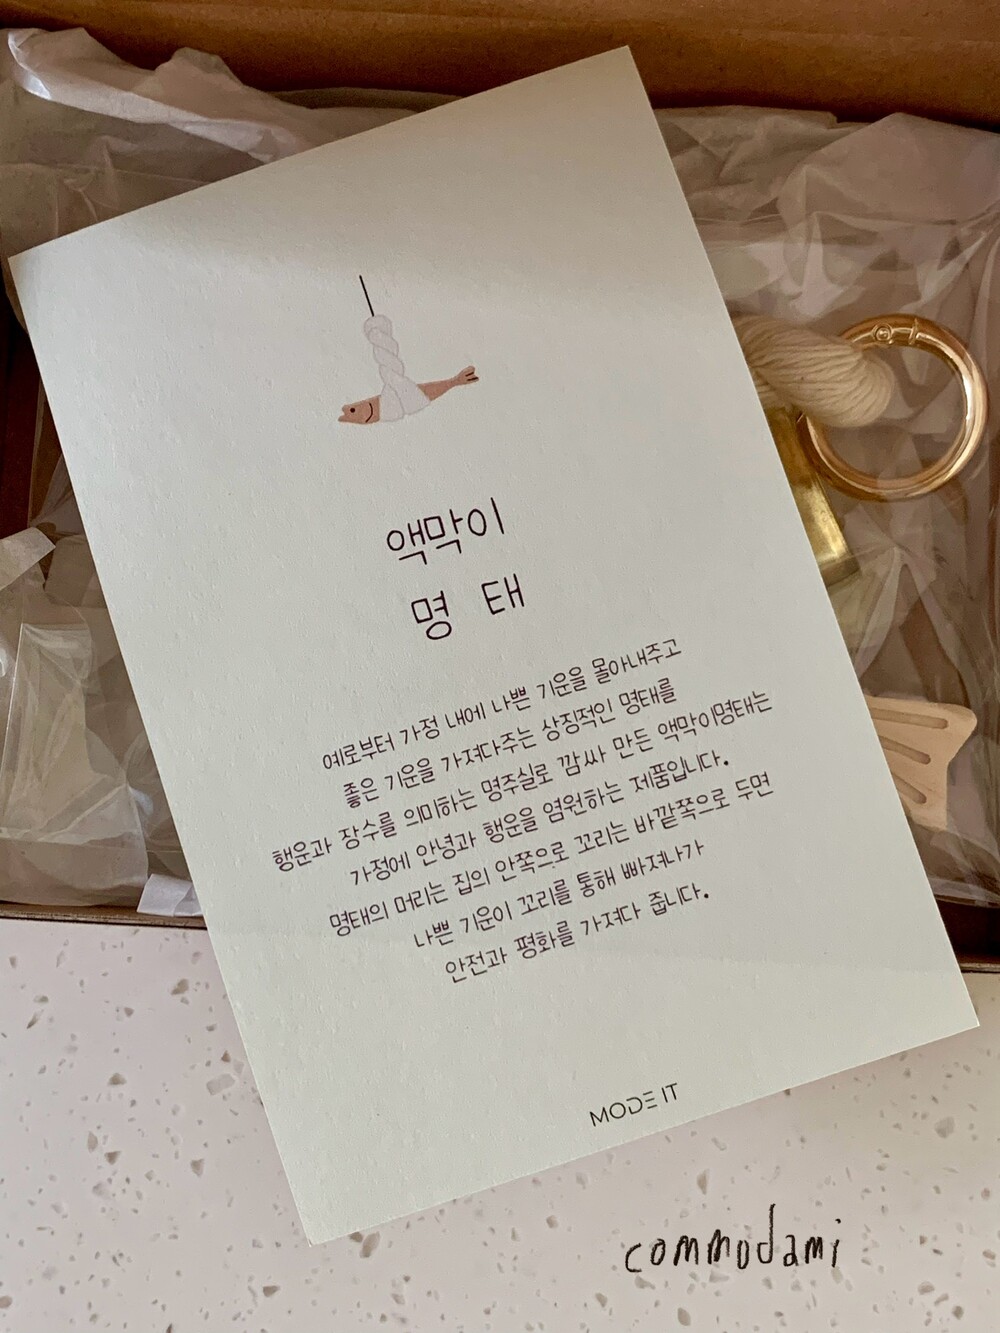 액막이
명 태
예로부터 가정 내에 나쁜 기운을 몰아내주고
좋은 기운을 가져다주는 상징적인 명태를
행운과 장수를 의미하는 명주실로 감싸 만든 액막이명태는
가정에 안녕과 행운을 염원하는 제품입니다.
명태의 머리는 집의 안쪽으로 꼬리는 바깥쪽으로 두면
나쁜 기운이 꼬리를 통해 빠져나가
안전과 평화를 가져다 줍니다.
MODE IT
commodami